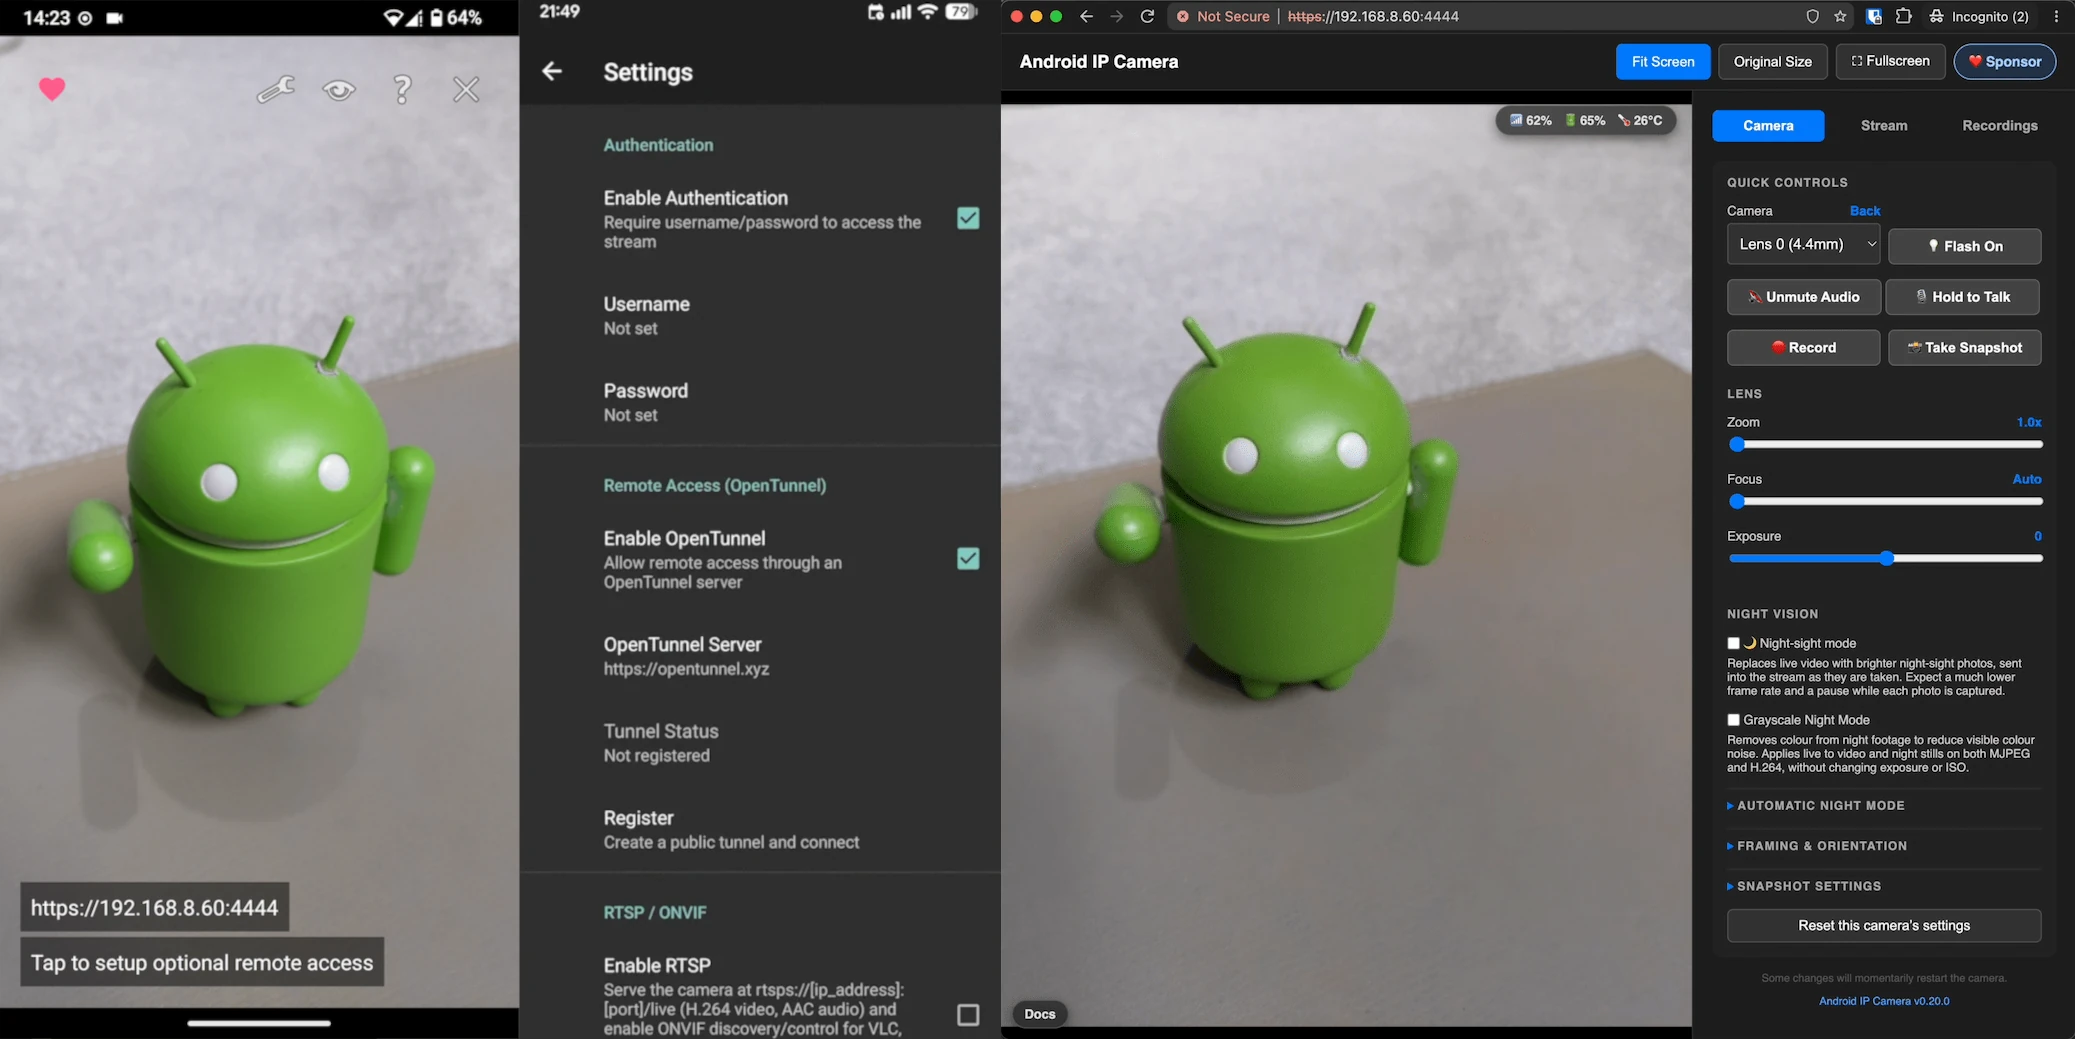 14:23
64%
https://192.168.8.60:4444
Tap to setup optional remote access
21:49
79
Settings
Authentication
Enable Authentication
Require username/password to access the
stream
Username
Not set
Password
Not set
Remote Access (OpenTunnel)
Enable OpenTunnel
Allow remote access through an
OpenTunnel server
OpenTunnel Server
https://opentunnel.xyz
Tunnel Status
Not registered
Register
Create a public tunnel and connect
RTSP / ONVIF
Enable RTSP
Serve the camera at rtsps://[ip_address]:
[port]/live (H.264 video, AAC audio) and
enable ONVIF discovery/control for VLC,
Not Secure
https://192.168.8.60:4444
Incognito (2)
Android IP Camera
Fit Screen
Original Size
Fullscreen
Sponsor
62% 65% 26°C
Docs
Camera
Stream
Recordings
QUICK CONTROLS
Camera Back
Lens 0 (4.4mm)
Flash On
Unmute Audio
Hold to Talk
Record
Take Snapshot
LENS
Zoom 1.0x
Focus Auto
Exposure 0
NIGHT VISION
Night-sight mode
Replaces live video with brighter night-sight photos, sent
into the stream as they are taken. Expect a much lower
frame rate and a pause while each photo is captured.
Grayscale Night Mode
Removes colour from night footage to reduce visible colour
noise. Applies live to video and night stills on both MJPEG
and H.264, without changing exposure or ISO.
AUTOMATIC NIGHT MODE
FRAMING & ORIENTATION
SNAPSHOT SETTINGS
Reset this camera's settings
Some changes will momentarily restart the camera.
Android IP Camera v0.20.0